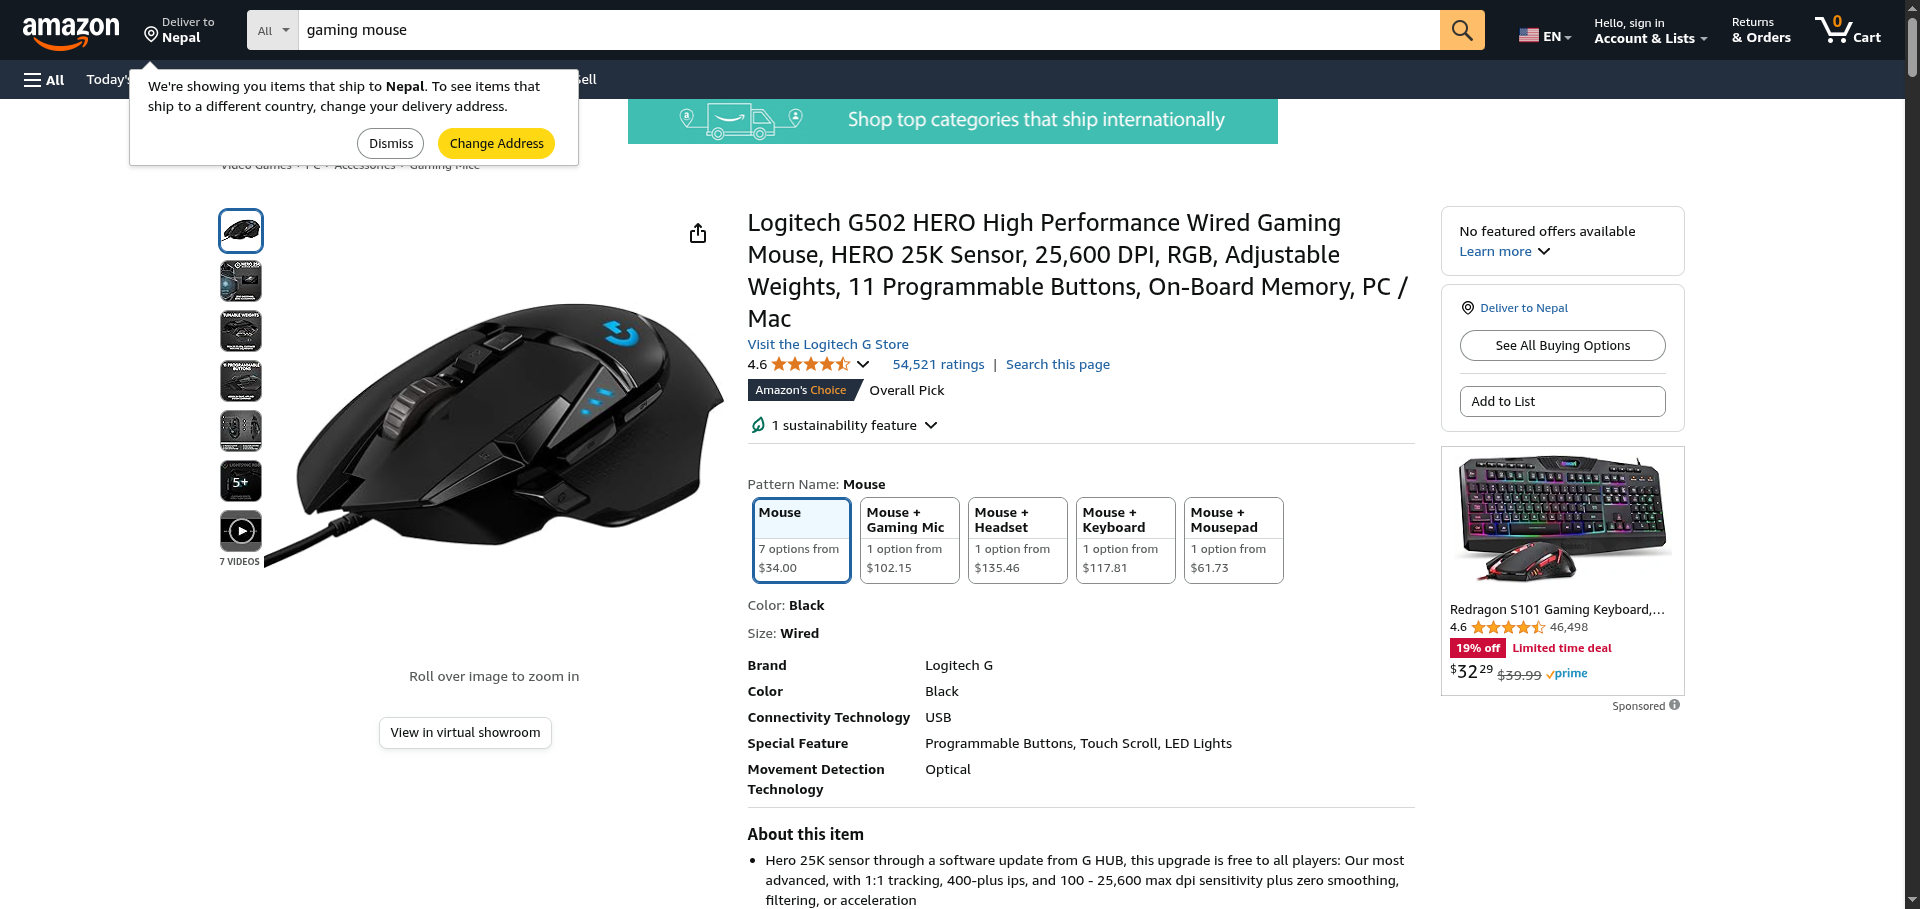 amazon
Deliver to
Nepal
All
gaming mouse
EN
Hello, sign in
Account & Lists
Returns
& Orders
0
Cart
All
Today's
Sell
We're showing you items that ship to Nepal. To see items that
ship to a different country, change your delivery address.
Dismiss
Change Address
Shop top categories that ship internationally
Video Games › PC › Accessories › Gaming Mice
5+
7 VIDEOS
Roll over image to zoom in
View in virtual showroom
Logitech G502 HERO High Performance Wired Gaming
Mouse, HERO 25K Sensor, 25,600 DPI, RGB, Adjustable
Weights, 11 Programmable Buttons, On-Board Memory, PC /
Mac
Visit the Logitech G Store
4.6
54,521 ratings | Search this page
Amazon's Choice
Overall Pick
1 sustainability feature
Pattern Name: Mouse
Mouse
7 options from
$34.00
Mouse +
Gaming Mic
1 option from
$102.15
Mouse +
Headset
1 option from
$135.46
Mouse +
Keyboard
1 option from
$117.81
Mouse +
Mousepad
1 option from
$61.73
Color: Black
Size: Wired
Brand Logitech G
Color Black
Connectivity Technology USB
Special Feature Programmable Buttons, Touch Scroll, LED Lights
Movement Detection Optical
Technology
About this item
• Hero 25K sensor through a software update from G HUB, this upgrade is free to all players: Our most
advanced, with 1:1 tracking, 400-plus ips, and 100 - 25,600 max dpi sensitivity plus zero smoothing,
filtering, or acceleration
No featured offers available
Learn more
Deliver to Nepal
See All Buying Options
Add to List
Redragon S101 Gaming Keyboard,…
4.6
46,498
19% off
Limited time deal
$32.29 $39.99 prime
Sponsored